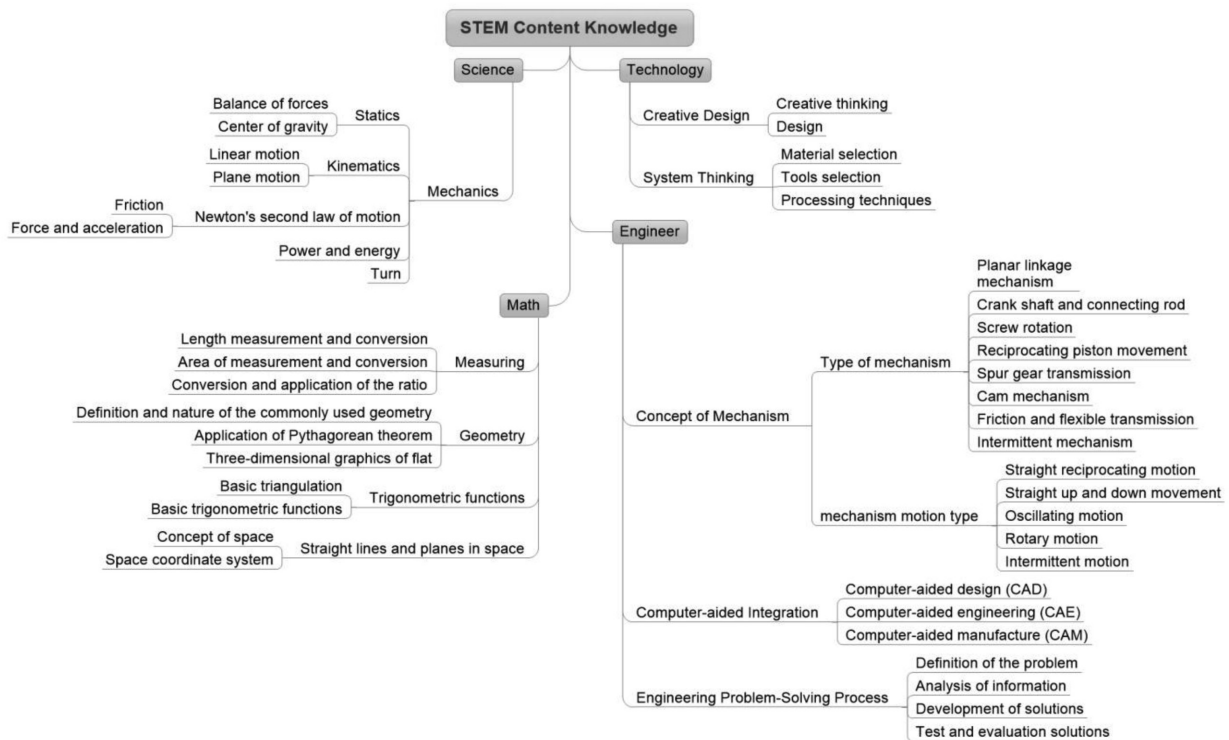 STEM Content Knowledge
Science
Balance of forces
Center of gravity
Statics
Linear motion
Plane motion
Kinematics
Friction
Force and acceleration
Newton's second law of motion
Power and energy
Turn
Mechanics
Technology
Creative Design
Creative thinking
Design
System Thinking
Material selection
Tools selection
Processing techniques
Engineer
Concept of Mechanism
Type of mechanism
Planar linkage
mechanism
Crank shaft and connecting rod
Screw rotation
Reciprocating piston movement
Spur gear transmission
Cam mechanism
Friction and flexible transmission
Intermittent mechanism
mechanism motion type
Straight reciprocating motion
Straight up and down movement
Oscillating motion
Rotary motion
Intermittent motion
Computer-aided Integration
Computer-aided design (CAD)
Computer-aided engineering (CAE)
Computer-aided manufacture (CAM)
Engineering Problem-Solving Process
Definition of the problem
Analysis of information
Development of solutions
Test and evaluation solutions
Math
Length measurement and conversion
Area of measurement and conversion
Conversion and application of the ratio
Measuring
Definition and nature of the commonly used geometry
Application of Pythagorean theorem
Three-dimensional graphics of flat
Geometry
Basic triangulation
Basic trigonometric functions
Trigonometric functions
Concept of space
Space coordinate system
Straight lines and planes in space